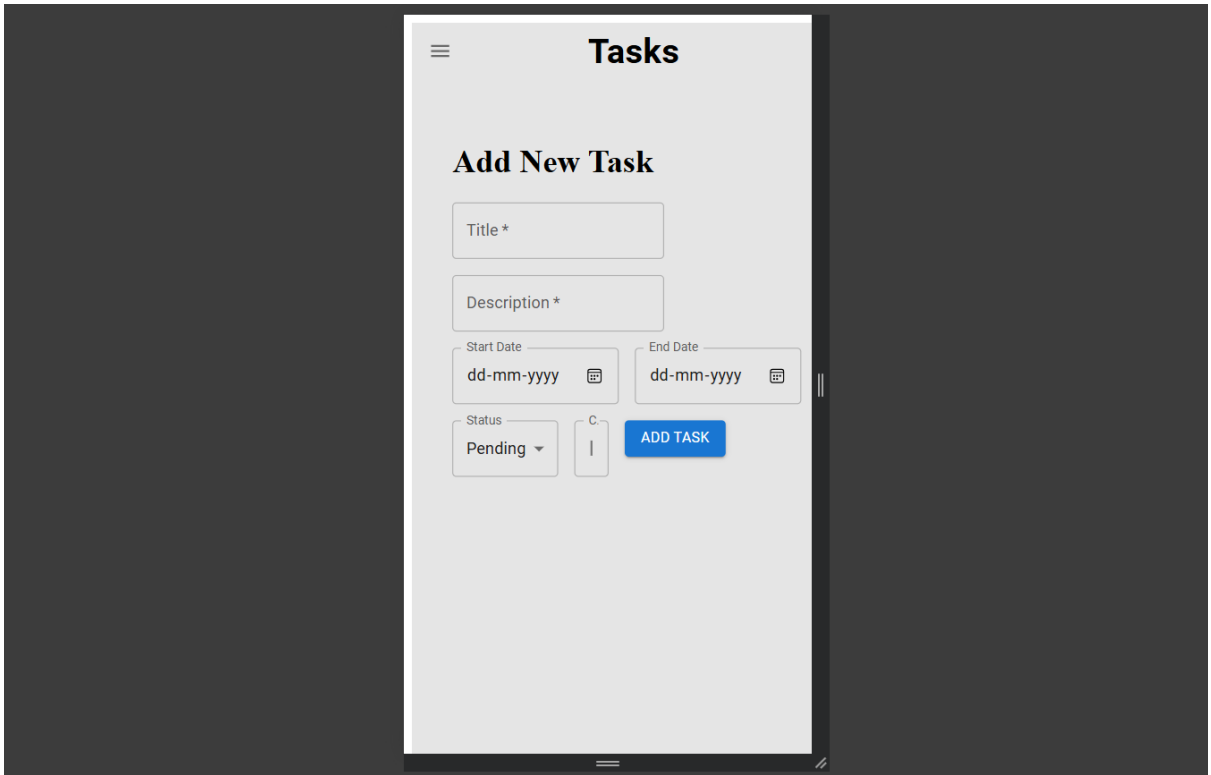 Tasks
Add New Task
Title *
Description *
Start Date End Date
dd-mm-yyyy dd-mm-yyyy
Status C.
Pending ADD TASK